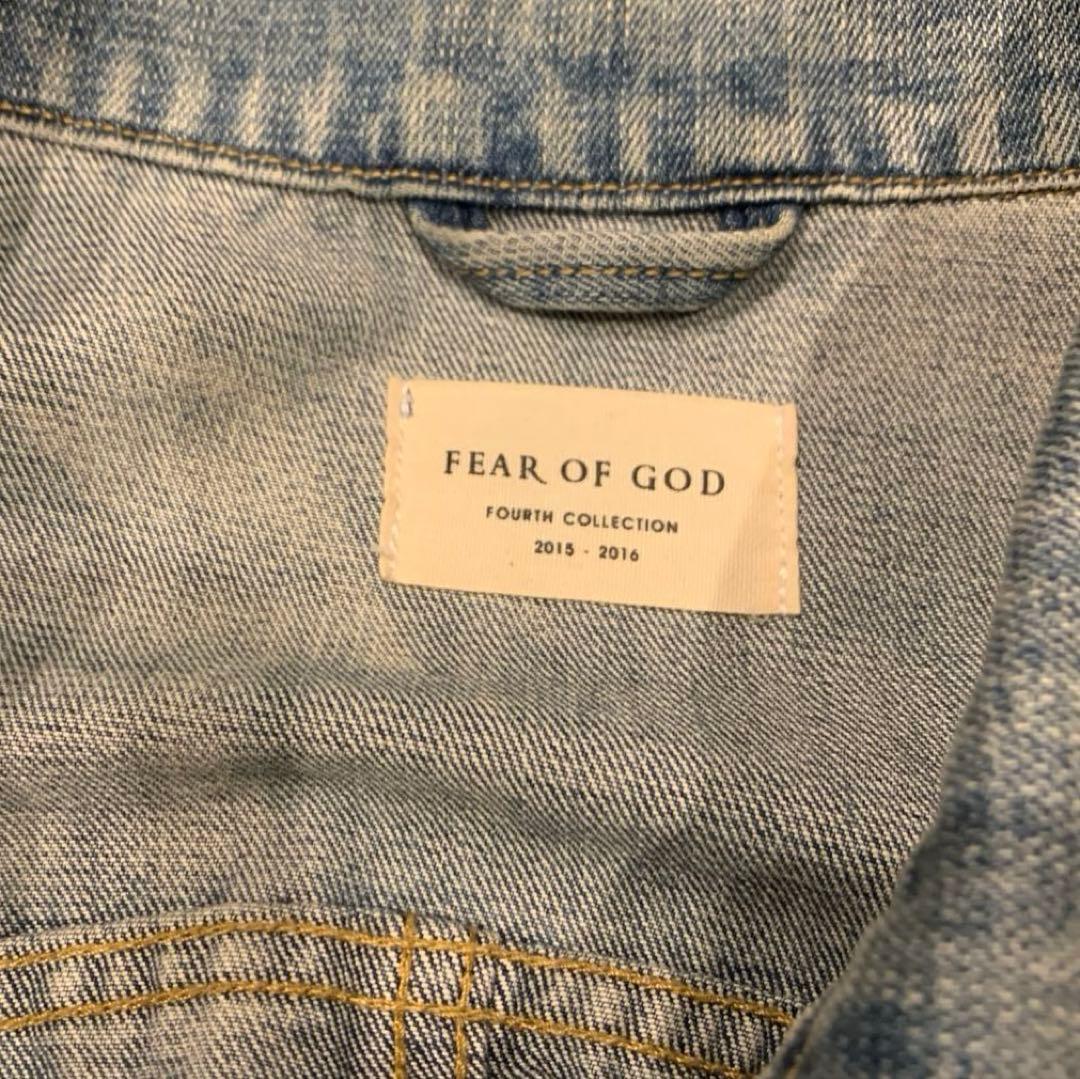 FEAR OF GOD
FOURTH COLLECTION
2015 - 2016